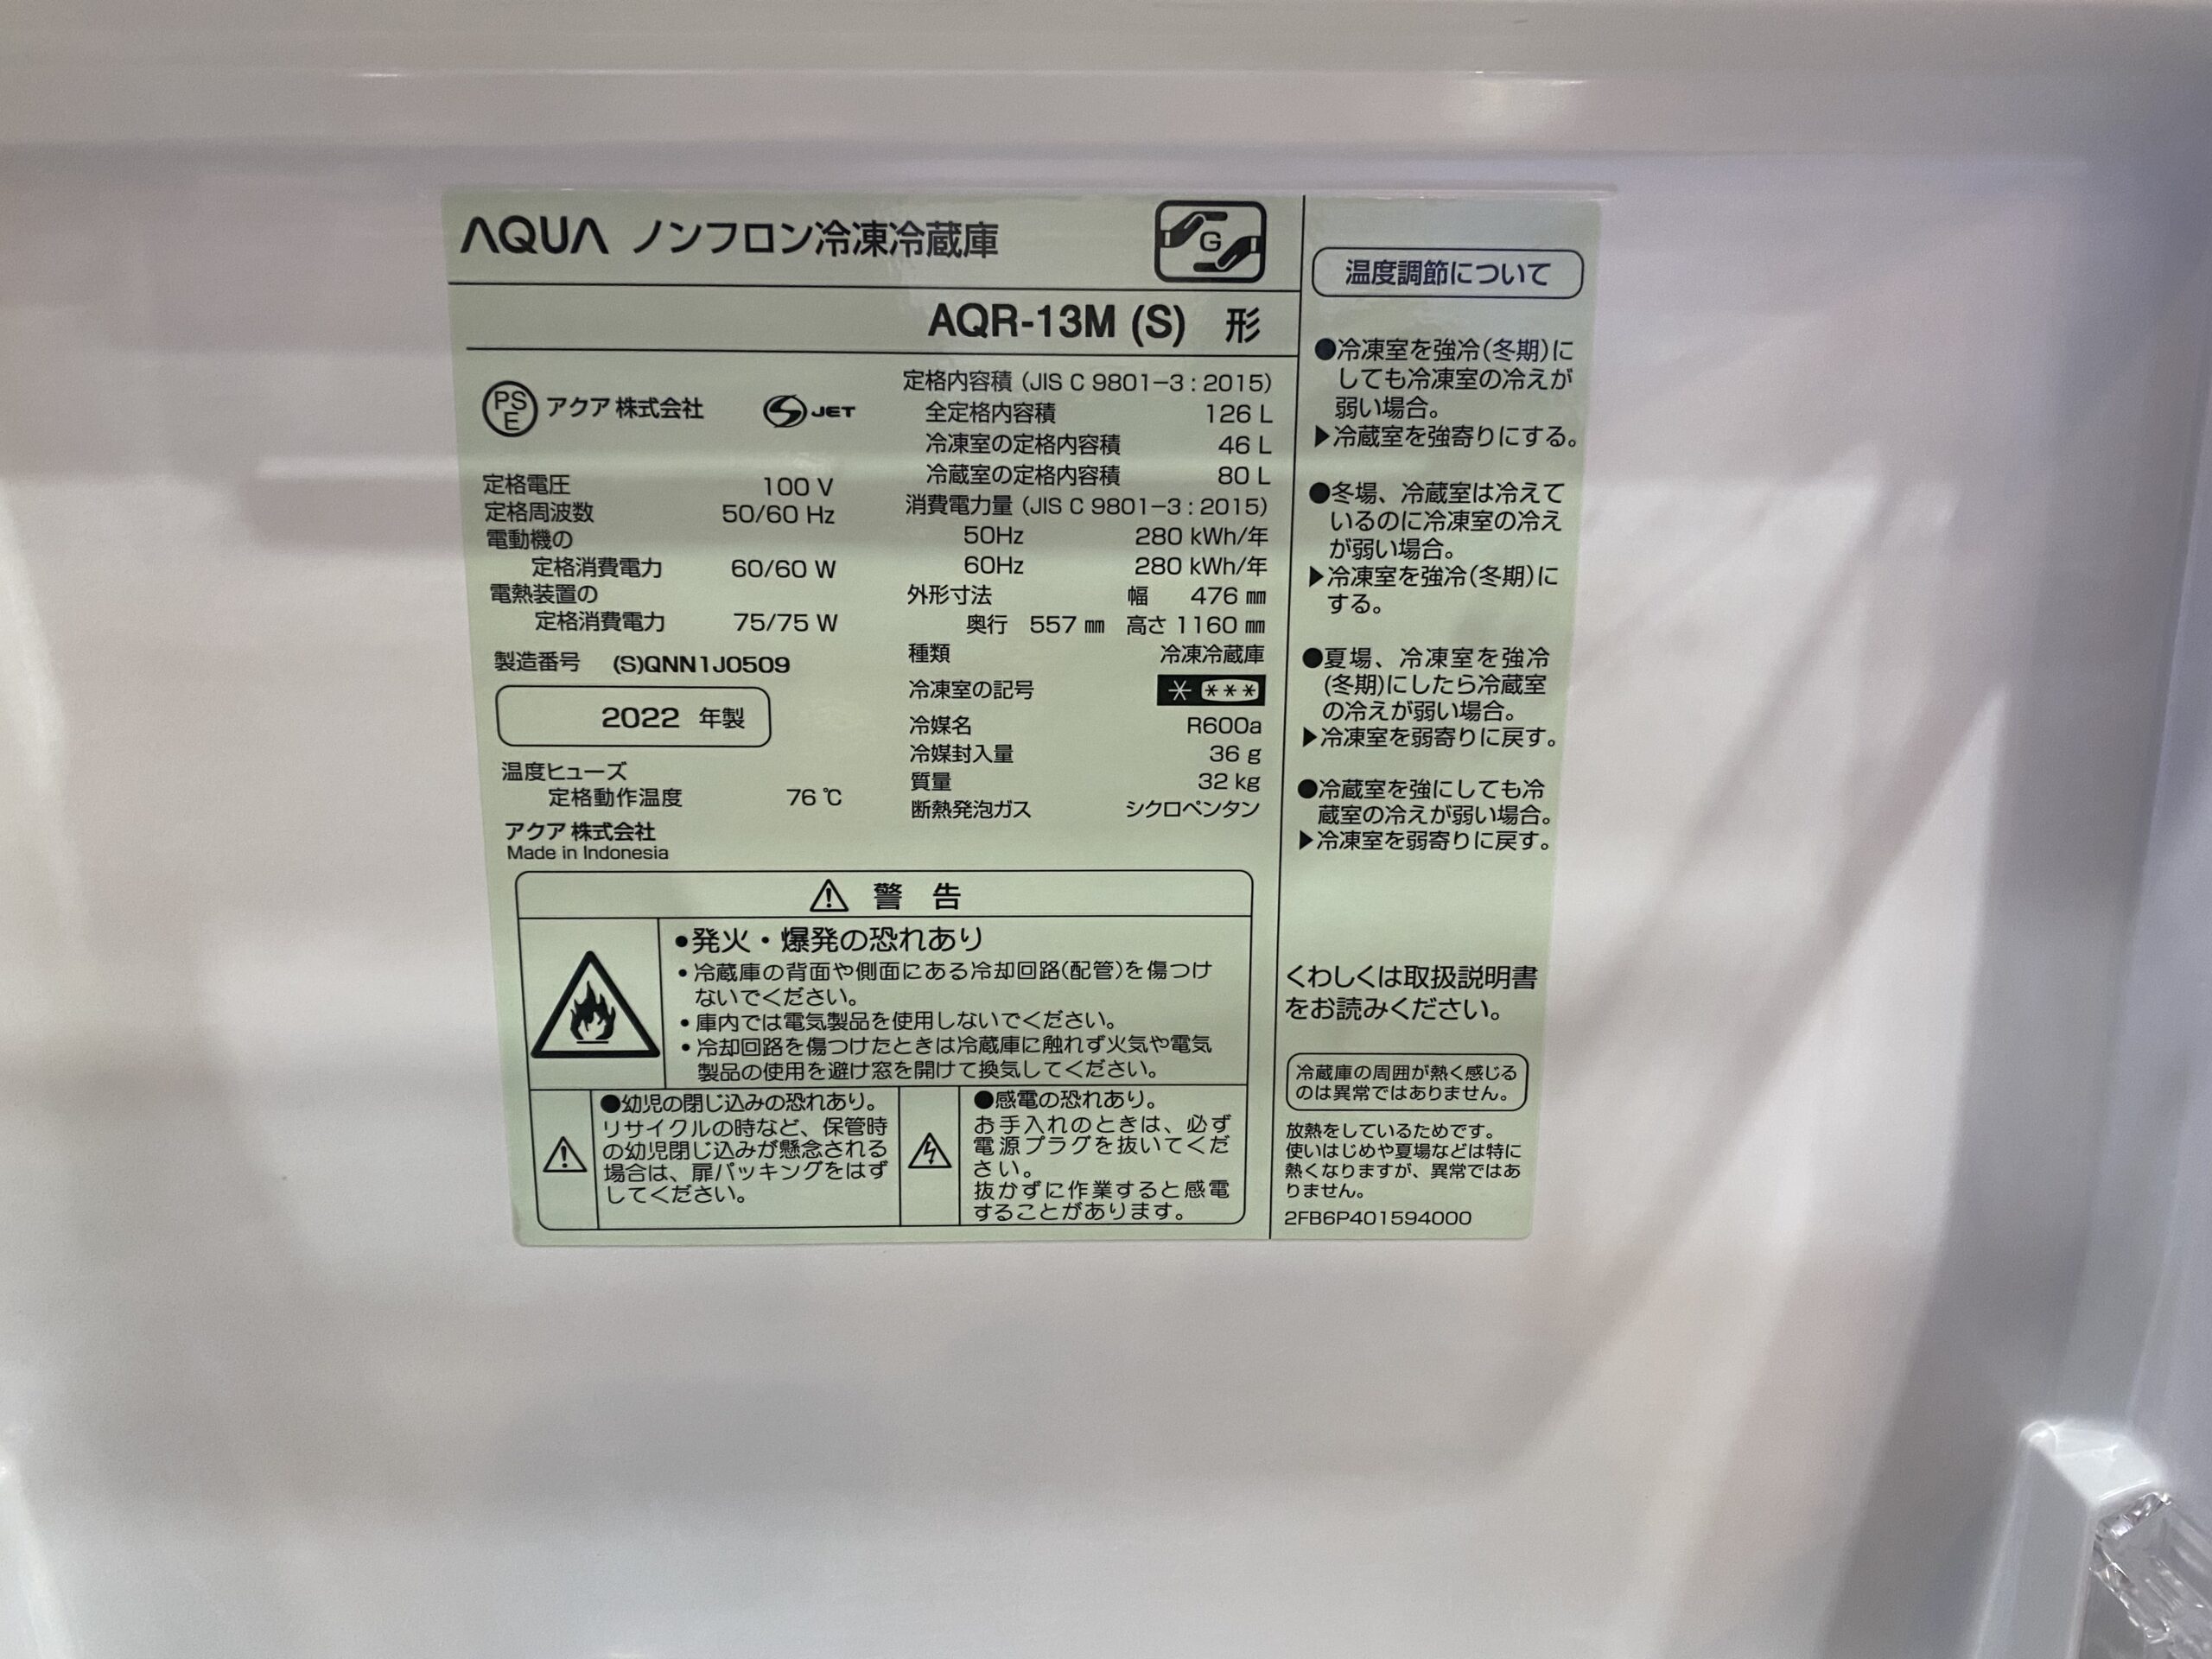 AQUA ノンフロン冷凍冷蔵庫
G
AQR-13M (S) 形
PS
E
アクア 株式会社
S JET
定格電圧 100 V
定格周波数 50/60 Hz
電動機の
定格消費電力 60/60 W
電熱装置の
定格消費電力 75/75 W
製造番号 (S)QNN1J0509
2022 年製
温度ヒューズ
定格動作温度 76 ℃
アクア 株式会社
Made in Indonesia
定格内容積 (JIS C 9801−3 : 2015)
全定格内容積 126 L
冷凍室の定格内容積 46 L
冷蔵室の定格内容積 80 L
消費電力量 (JIS C 9801−3 : 2015)
50Hz 280 kWh/年
60Hz 280 kWh/年
外形寸法 幅 476 ㎜
奥行 557 ㎜ 高さ 1160 ㎜
種類 冷凍冷蔵庫
冷凍室の記号 * ***
冷媒名 R600a
冷媒封入量 36 g
質量 32 kg
断熱発泡ガス シクロペンタン
⚠ 警 告
●発火・爆発の恐れあり
• 冷蔵庫の背面や側面にある冷却回路(配管)を傷つけ
ないでください。
• 庫内では電気製品を使用しないでください。
• 冷却回路を傷つけたときは冷蔵庫に触れず火気や電気
製品の使用を避け窓を開けて換気してください。
●幼児の閉じ込みの恐れあり。
リサイクルの時など、保管時
の幼児閉じ込みが懸念される
場合は、扉パッキングをはず
してください。
●感電の恐れあり。
お手入れのときは、必ず
電源プラグを抜いてくだ
さい。
抜かずに作業すると感電
することがあります。
温度調節について
●冷凍室を強冷(冬期)に
しても冷凍室の冷えが
弱い場合。
▶冷蔵室を強寄りにする。
●冬場、冷蔵室は冷えて
いるのに冷凍室の冷え
が弱い場合。
▶冷凍室を強冷(冬期)に
する。
●夏場、冷凍室を強冷
(冬期)にしたら冷蔵室
の冷えが弱い場合。
▶冷凍室を弱寄りに戻す。
●冷蔵室を強にしても冷
蔵室の冷えが弱い場合。
▶冷凍室を弱寄りに戻す。
くわしくは取扱説明書
をお読みください。
冷蔵庫の周囲が熱く感じる
のは異常ではありません。
放熱をしているためです。
使いはじめや夏場などは特に
熱くなりますが、異常ではあ
りません。
2FB6P401594000